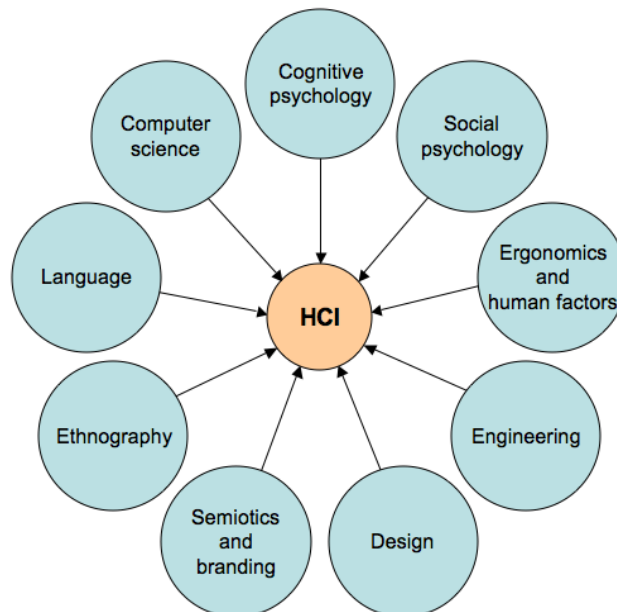 Cognitive
psychology
Computer
science
Social
psychology
Language
Ergonomics
and
human factors
HCI
Ethnography
Engineering
Semiotics
and
branding
Design